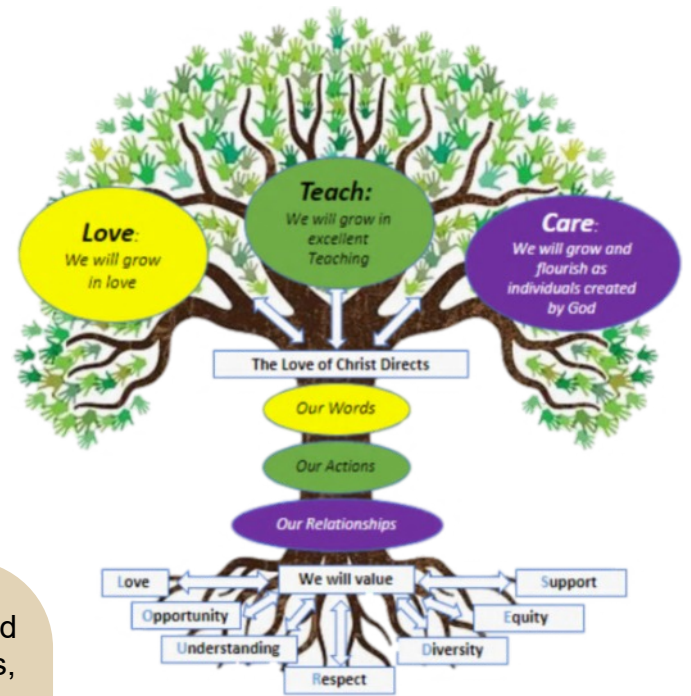 Teach:
We will grow in
excellent
Teaching
Love:
We will grow
in love
Care:
We will grow and
flourish as
individuals created
by God
The Love of Christ Directs
Our Words
Our Actions
Our Relationships
We will value
Love
Support
Opportunity
Equity
Understanding
Diversity
Respect
d
s,